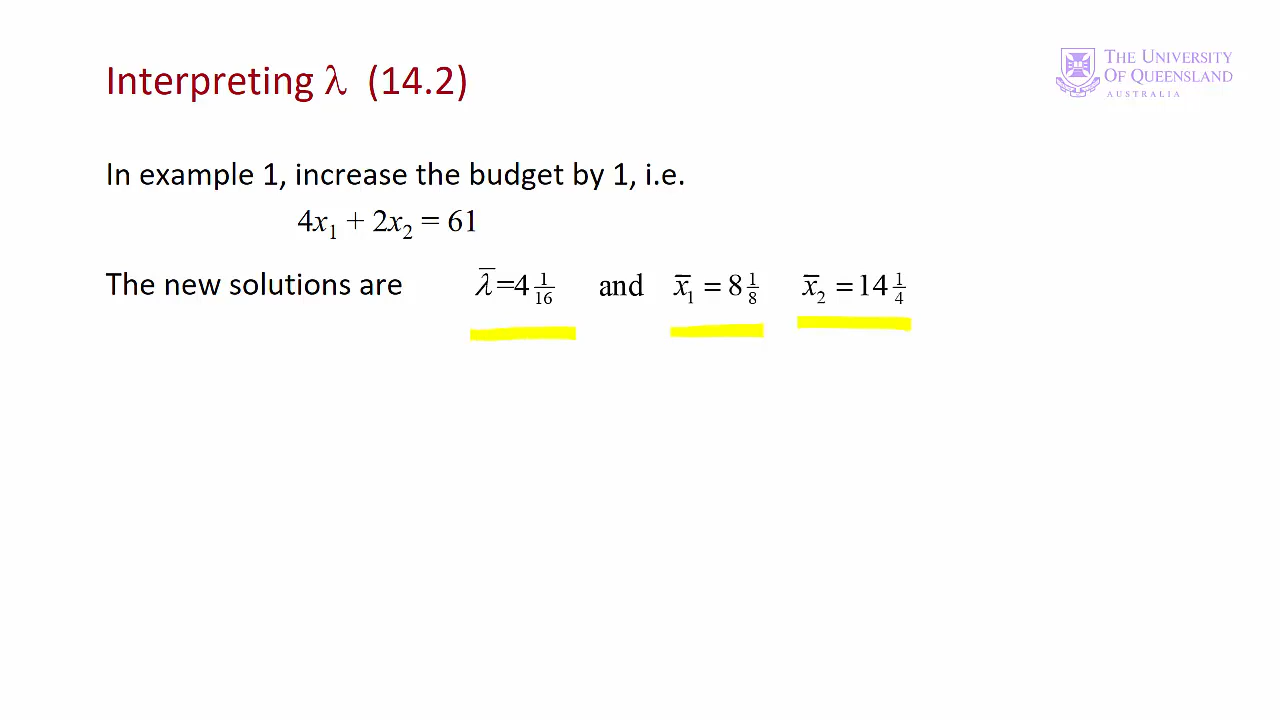 Interpreting λ (14.2)
THE UNIVERSITY
OF QUEENSLAND
AUSTRALIA
In example 1, increase the budget by 1, i.e.
4x₁ + 2x₂ = 61
The new solutions are λ̅=4 1/16 and x̅₁ = 8 1/8 x̅₂ = 14 1/4